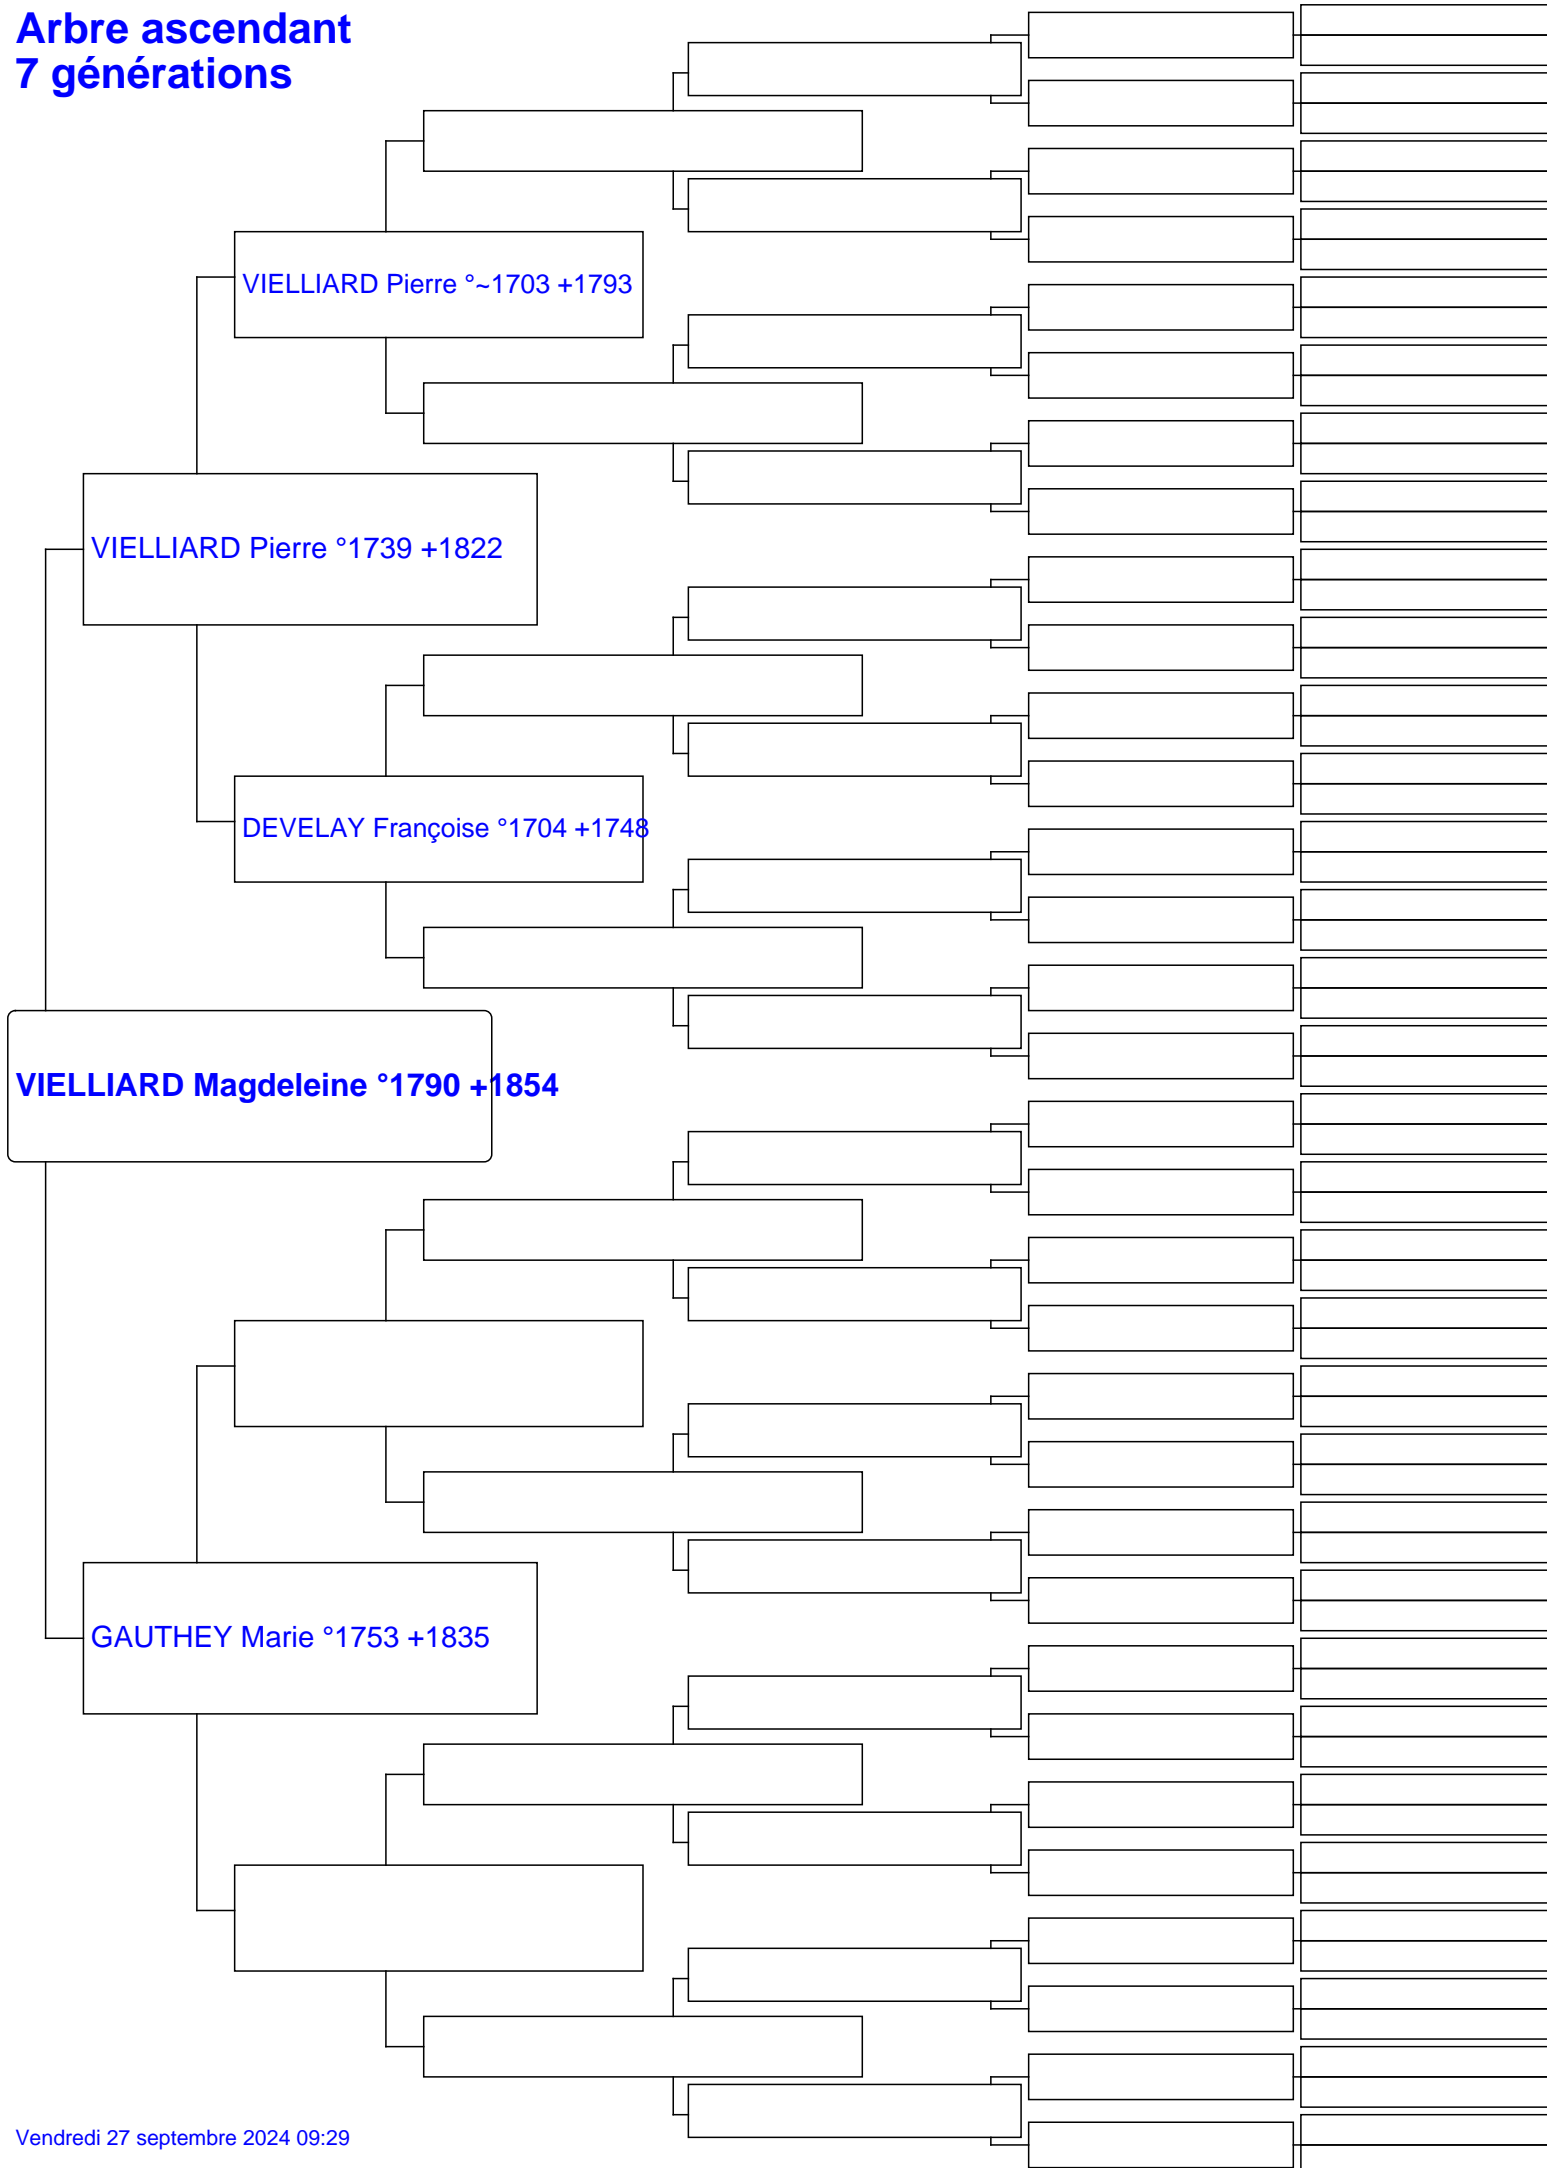 Arbre ascendant
7 générations
VIELLIARD Pierre °~1703 +1793
VIELLIARD Pierre °1739 +1822
DEVELAY Françoise °1704 +1748
VIELLIARD Magdeleine °1790 +1854
GAUTHEY Marie °1753 +1835
Vendredi 27 septembre 2024 09:29